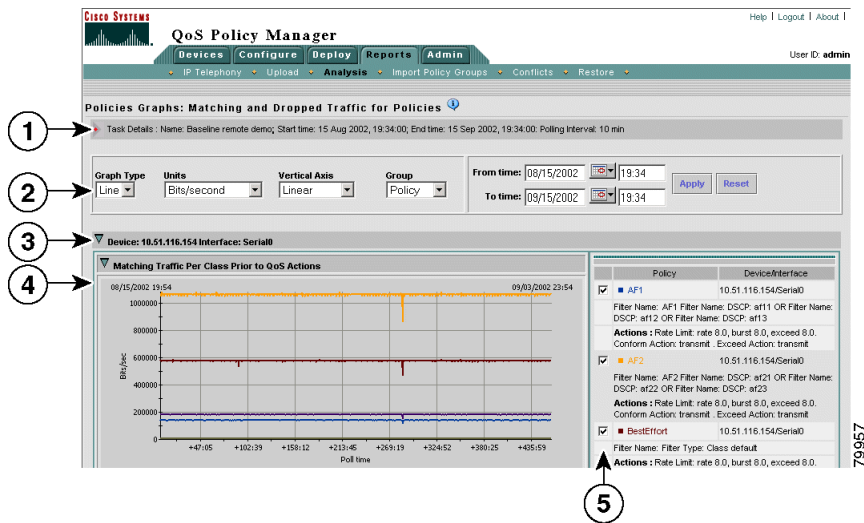 CISCO SYSTEMS
Help | Logout | About |
QoS Policy Manager
Devices Configure Deploy Reports Admin
User ID: admin
IP Telephony Upload Analysis Import Policy Groups Conflicts Restore
Policies Graphs: Matching and Dropped Traffic for Policies
1
Task Details : Name: Baseline remote demo; Start time: 15 Aug 2002, 19:34:00; End time: 15 Sep 2002, 19:34:00: Polling Interval: 10 min
2
Graph Type Units Vertical Axis Group
Line Bits/second Linear Policy
From time: 08/15/2002 19:34
To time: 09/15/2002 19:34
Apply Reset
3
Device: 10.51.116.154 Interface: Serial0
4
Matching Traffic Per Class Prior to QoS Actions
08/15/2002 19:54 09/03/2002 23:54
1000000
800000
600000
400000
200000
0
Bits/sec
+47:05 +102:39 +158:12 +213:45 +269:19 +324:52 +380:25 +435:59
Poll time
Policy Device/Interface
AF1 10.51.116.154/Serial0
Filter Name: AF1 Filter Name: DSCP: af11 OR Filter Name:
DSCP: af12 OR Filter Name: DSCP: af13
Actions : Rate Limit: rate 8.0, burst 8.0, exceed 8.0.
Conform Action: transmit . Exceed Action: transmit
AF2 10.51.116.154/Serial0
Filter Name: AF2 Filter Name: DSCP: af21 OR Filter Name:
DSCP: af22 OR Filter Name: DSCP: af23
Actions : Rate Limit: rate 8.0, burst 8.0, exceed 8.0.
Conform Action: transmit . Exceed Action: transmit
BestEffort 10.51.116.154/Serial0
Filter Name: Filter Type: Class default
Actions : Rate Limit: rate 8.0, burst 8.0, exceed 8.0.
5
79957